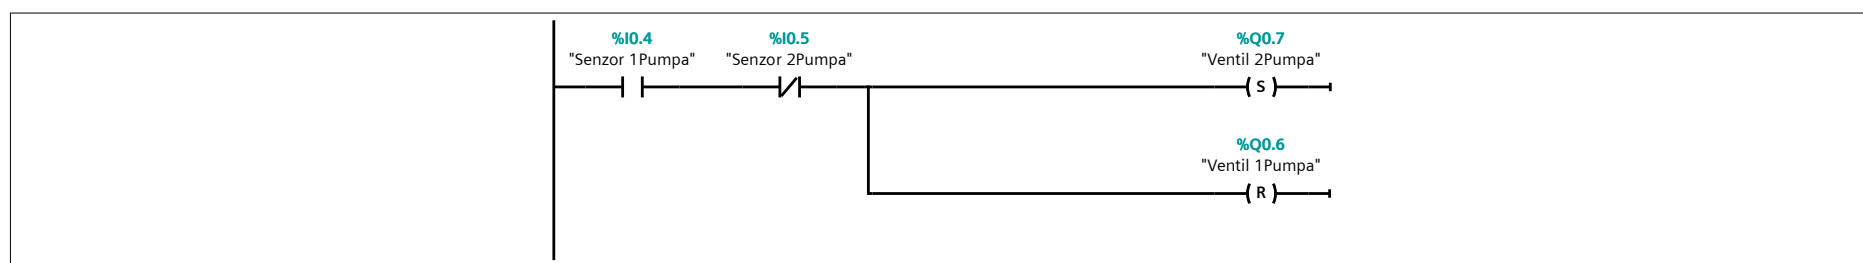 %I0.4 %I0.5 %Q0.7
"Senzor 1Pumpa" "Senzor 2Pumpa" "Ventil 2Pumpa"
S
%Q0.6
"Ventil 1Pumpa"
R